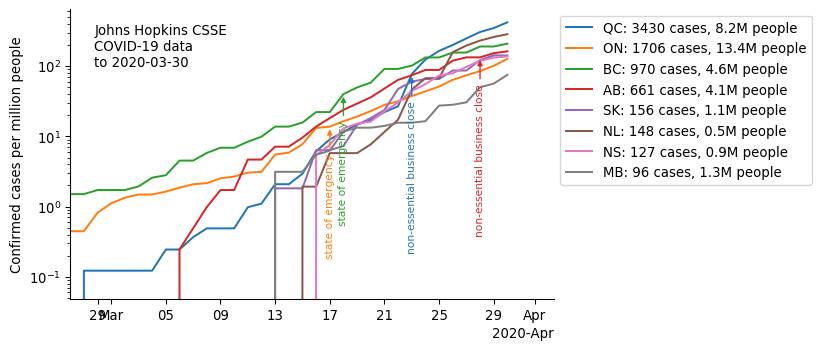 Johns Hopkins CSSE
COVID-19 data
to 2020-03-30
Confirmed cases per million people
10²
10¹
10⁰
10⁻¹
state of emergency
state of emergency
non-essential business close
non-essential business close
29
Mar
05
09
13
17
21
25
29
Apr
2020-Apr
QC: 3430 cases, 8.2M people
ON: 1706 cases, 13.4M people
BC: 970 cases, 4.6M people
AB: 661 cases, 4.1M people
SK: 156 cases, 1.1M people
NL: 148 cases, 0.5M people
NS: 127 cases, 0.9M people
MB: 96 cases, 1.3M people